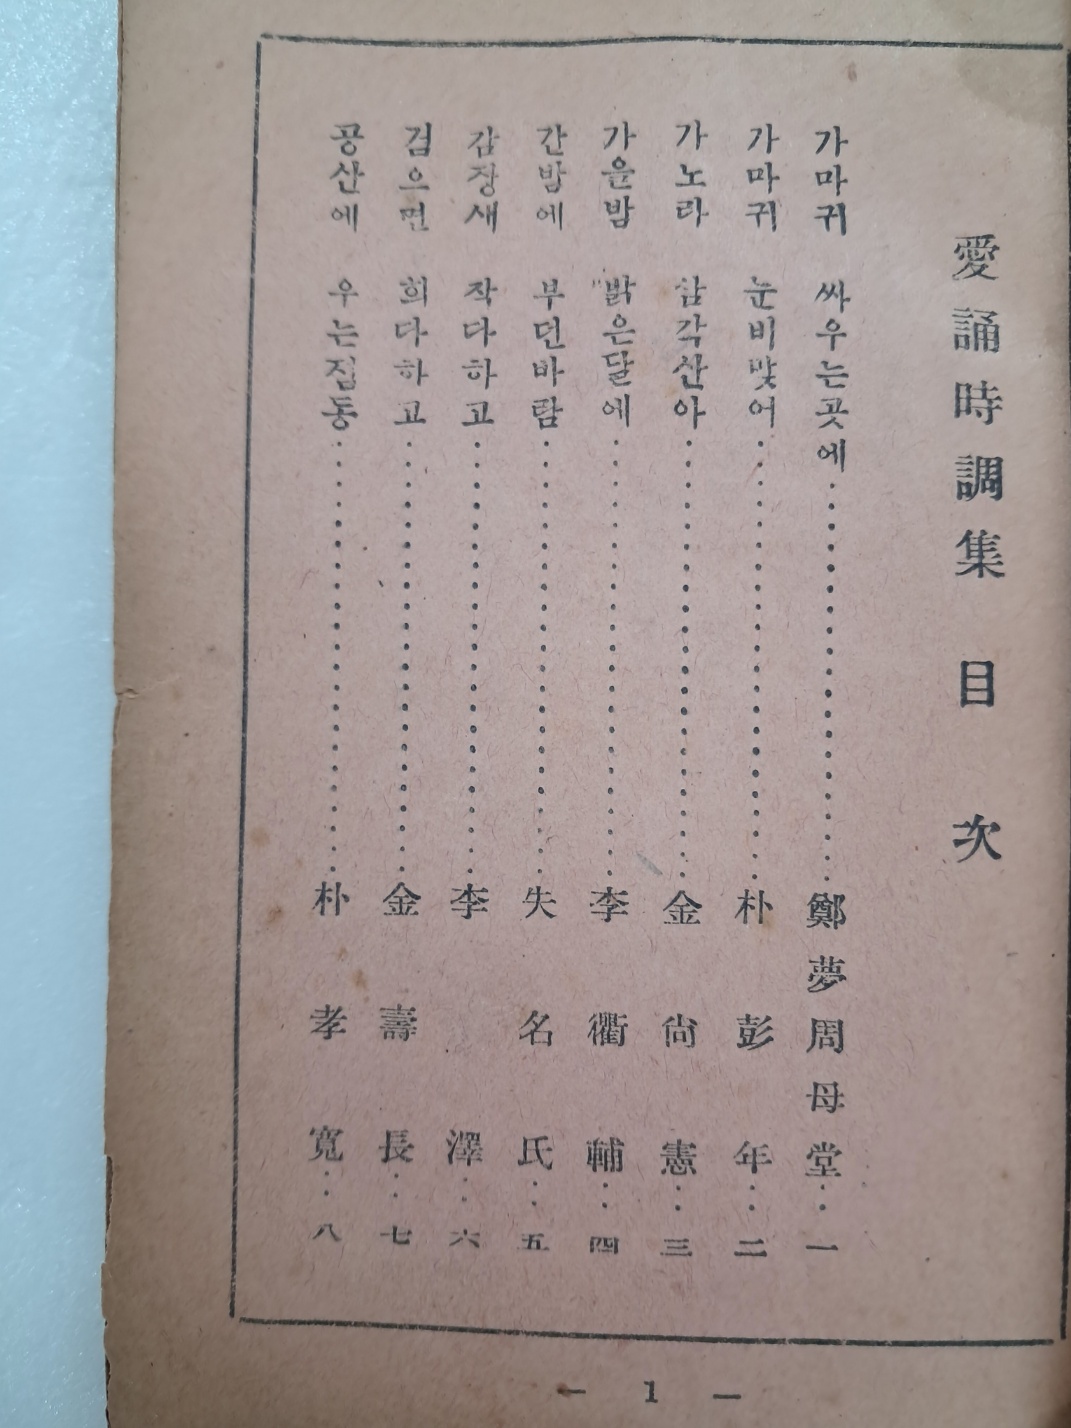 愛誦時調集 目次
가마귀 싸우는곳에 鄭夢周母堂 一
가마귀 눈비맞어 朴彭年 二
가노라 삼각산아 金尙憲 三
가을밤 밝은달에 李衢輔 四
간밤에 부던바람 失名氏 五
감장새 작다하고 李澤 六
검으면 희다하고 金壽長 七
공산에 우는접동 朴孝寬 八
— 1 —